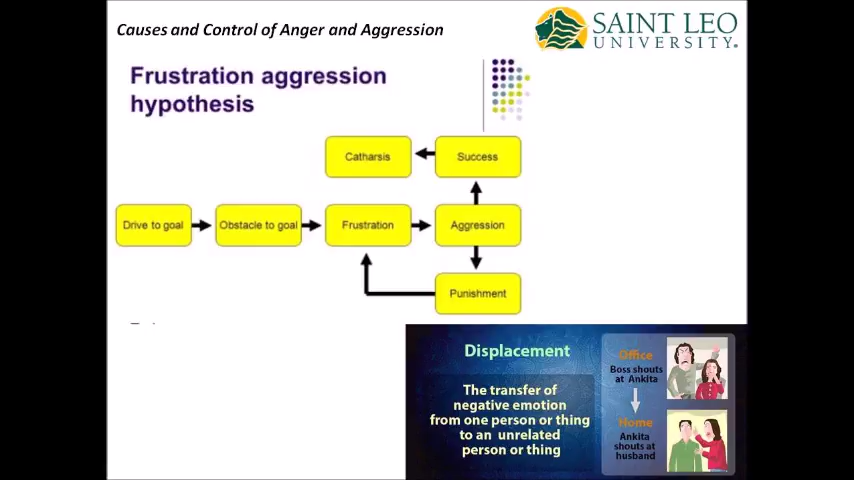 Causes and Control of Anger and Aggression
SAINT LEO
UNIVERSITY
Frustration aggression
hypothesis
Catharsis
Success
Drive to goal
Obstacle to goal
Frustration
Aggression
Punishment
Displacement
The transfer of
negative emotion
from one person or thing
to an unrelated
person or thing
Office
Boss shouts
at Ankita
Home
Ankita
shouts at
husband